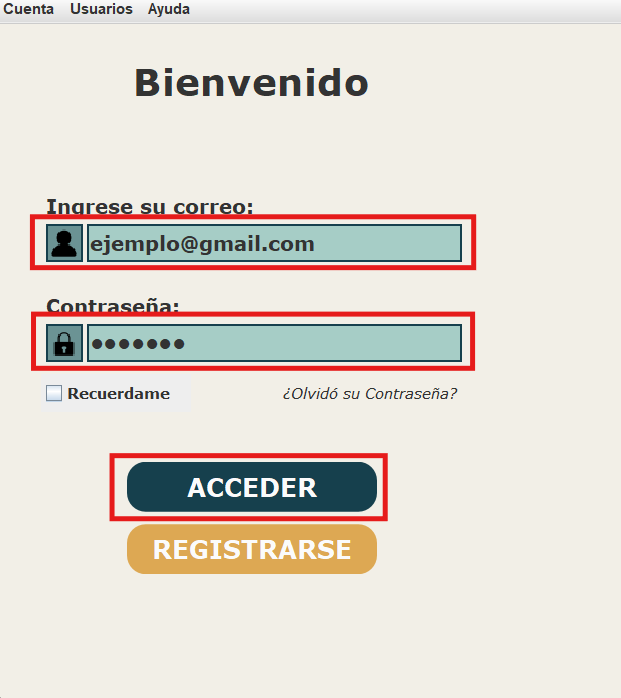 Cuenta Usuarios Ayuda
Bienvenido
Ingrese su correo:
ejemplo@gmail.com
Contraseña:
●●●●●●●
Recuerdame ¿Olvidó su Contraseña?
ACCEDER
REGISTRARSE